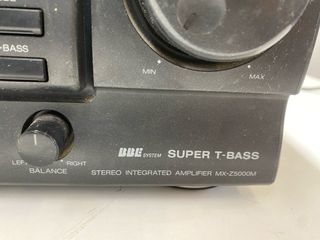 -BASS
MIN MAX
BBE SYSTEM SUPER T-BASS
LEFT RIGHT
BALANCE
STEREO INTEGRATED AMPLIFIER MX-Z5000M